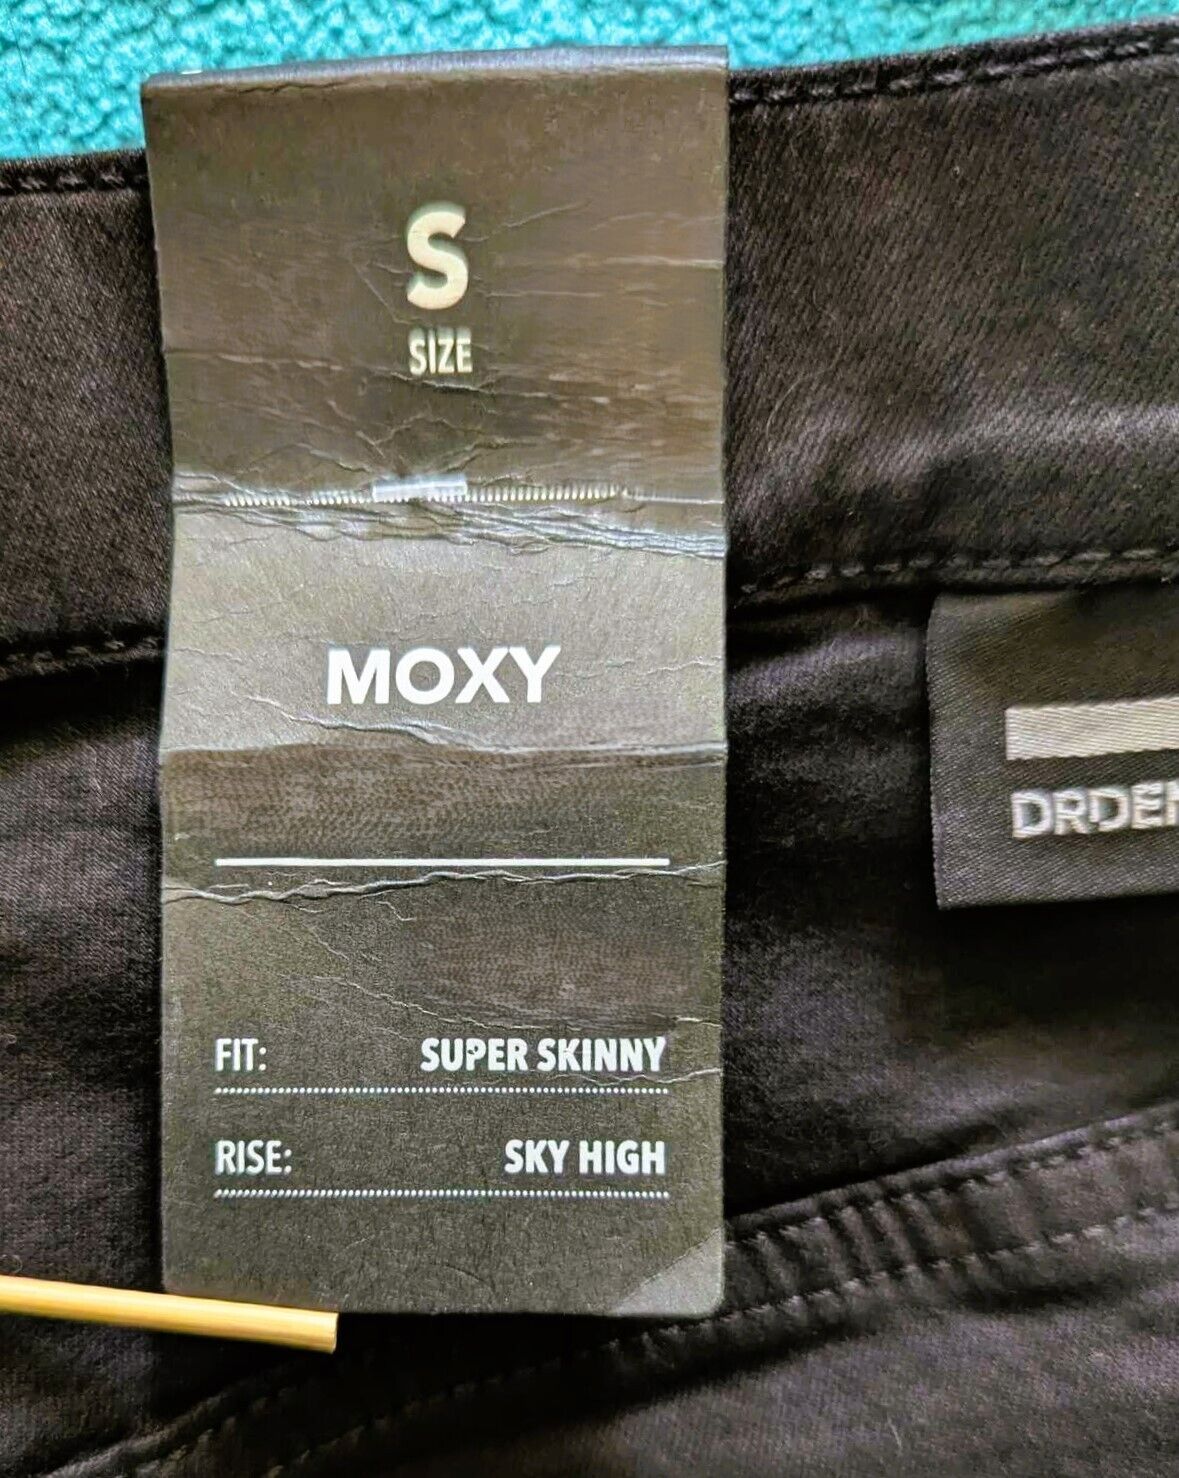 S
SIZE
MOXY
FIT: SUPER SKINNY
RISE: SKY HIGH